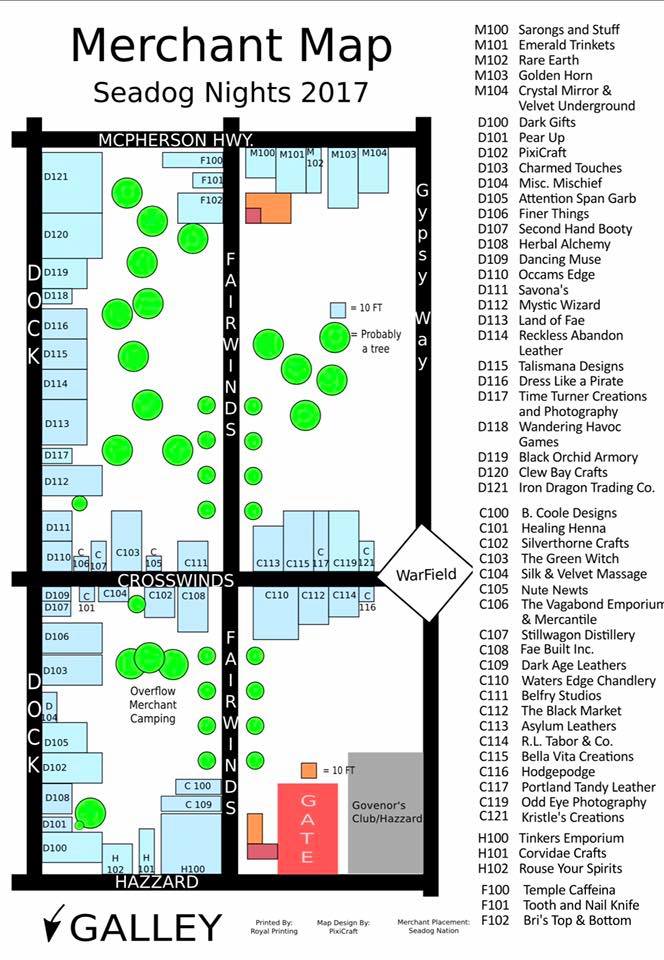 Merchant Map
Seadog Nights 2017
MCPHERSON HWY.
D121
D120
D119
D118
D116
D115
D114
D113
D117
D112
D111
D110
DOCK
F100
F101
F102
FAIRWINDS
M100
M101
M
102
M103
M104
Gypsy Way
= 10 FT
= Probably
a tree
C
106
C
107
C103
C
105
C111
C113
C115
C
117
C119
C
121
CROSSWINDS
WarField
D109
D107
C
101
C104
C102
C108
C110
C112
C114
C
116
D106
D103
D
104
D105
D102
D108
D101
D100
DOCK
Overflow
Merchant
Camping
FAIRWINDS
C 100
C 109
H
102
H
101
H100
= 10 FT
GATE
Govenor's
Club/Hazzard
HAZZARD
GALLEY
Printed By:
Royal Printing
Map Design By:
PixiCraft
Merchant Placement:
Seadog Nation
M100 Sarongs and Stuff
M101 Emerald Trinkets
M102 Rare Earth
M103 Golden Horn
M104 Crystal Mirror &
Velvet Underground
D100 Dark Gifts
D101 Pear Up
D102 PixiCraft
D103 Charmed Touches
D104 Misc. Mischief
D105 Attention Span Garb
D106 Finer Things
D107 Second Hand Booty
D108 Herbal Alchemy
D109 Dancing Muse
D110 Occams Edge
D111 Savona's
D112 Mystic Wizard
D113 Land of Fae
D114 Reckless Abandon
Leather
D115 Talismana Designs
D116 Dress Like a Pirate
D117 Time Turner Creations
and Photography
D118 Wandering Havoc
Games
D119 Black Orchid Armory
D120 Clew Bay Crafts
D121 Iron Dragon Trading Co.
C100 B. Coole Designs
C101 Healing Henna
C102 Silverthorne Crafts
C103 The Green Witch
C104 Silk & Velvet Massage
C105 Nute Newts
C106 The Vagabond Emporium
& Mercantile
C107 Stillwagon Distillery
C108 Fae Built Inc.
C109 Dark Age Leathers
C110 Waters Edge Chandlery
C111 Belfry Studios
C112 The Black Market
C113 Asylum Leathers
C114 R.L. Tabor & Co.
C115 Bella Vita Creations
C116 Hodgepodge
C117 Portland Tandy Leather
C119 Odd Eye Photography
C121 Kristle's Creations
H100 Tinkers Emporium
H101 Corvidae Crafts
H102 Rouse Your Spirits
F100 Temple Caffeina
F101 Tooth and Nail Knife
F102 Bri's Top & Bottom